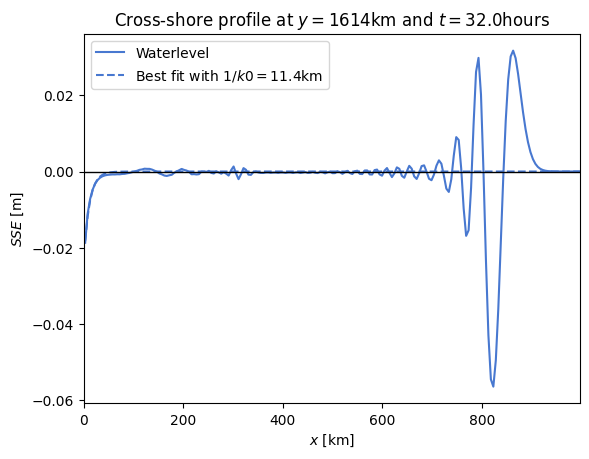 Cross-shore profile at y = 1614km and t = 32.0hours
Waterlevel
Best fit with 1/k0 = 11.4km
SSE [m]
0.02
0.00
−0.02
−0.04
−0.06
0 200 400 600 800
x [km]